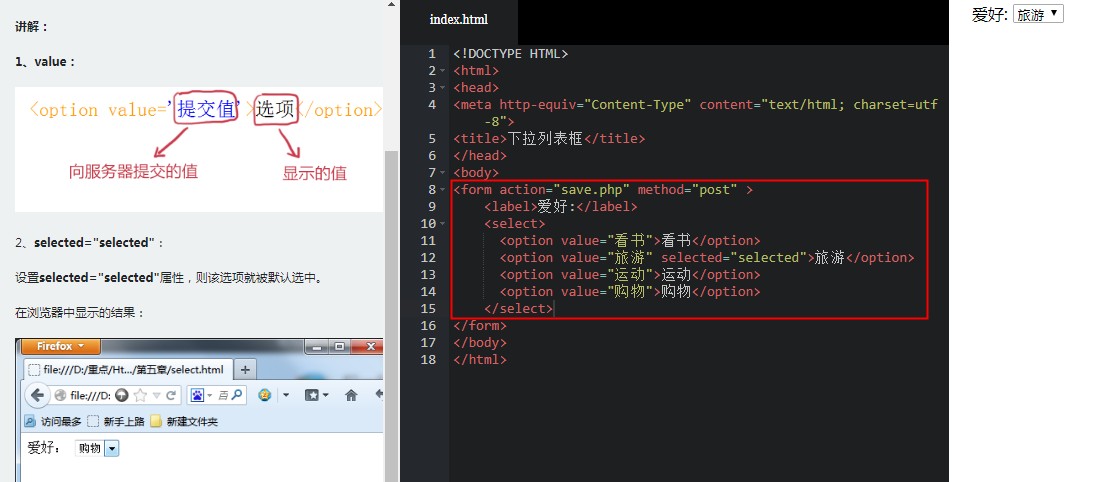 讲解：
1、value：
<option value='提交值'>选项</option>
向服务器提交的值
显示的值
2、selected="selected"：
设置selected="selected"属性，则该选项就被默认选中。
在浏览器中显示的结果：
Firefox
file:///D:/重点/Ht.../第五章/select.html
file:///D:
百
访问最多 新手上路 新建文件夹
爱好： 购物
index.html
1 <!DOCTYPE HTML>
2 <html>
3 <head>
4 <meta http-equiv="Content-Type" content="text/html; charset=utf
-8">
5 <title>下拉列表框</title>
6 </head>
7 <body>
8 <form action="save.php" method="post" >
9 <label>爱好:</label>
10 <select>
11 <option value="看书">看书</option>
12 <option value="旅游" selected="selected">旅游</option>
13 <option value="运动">运动</option>
14 <option value="购物">购物</option>
15 </select>
16 </form>
17 </body>
18 </html>
爱好: 旅游